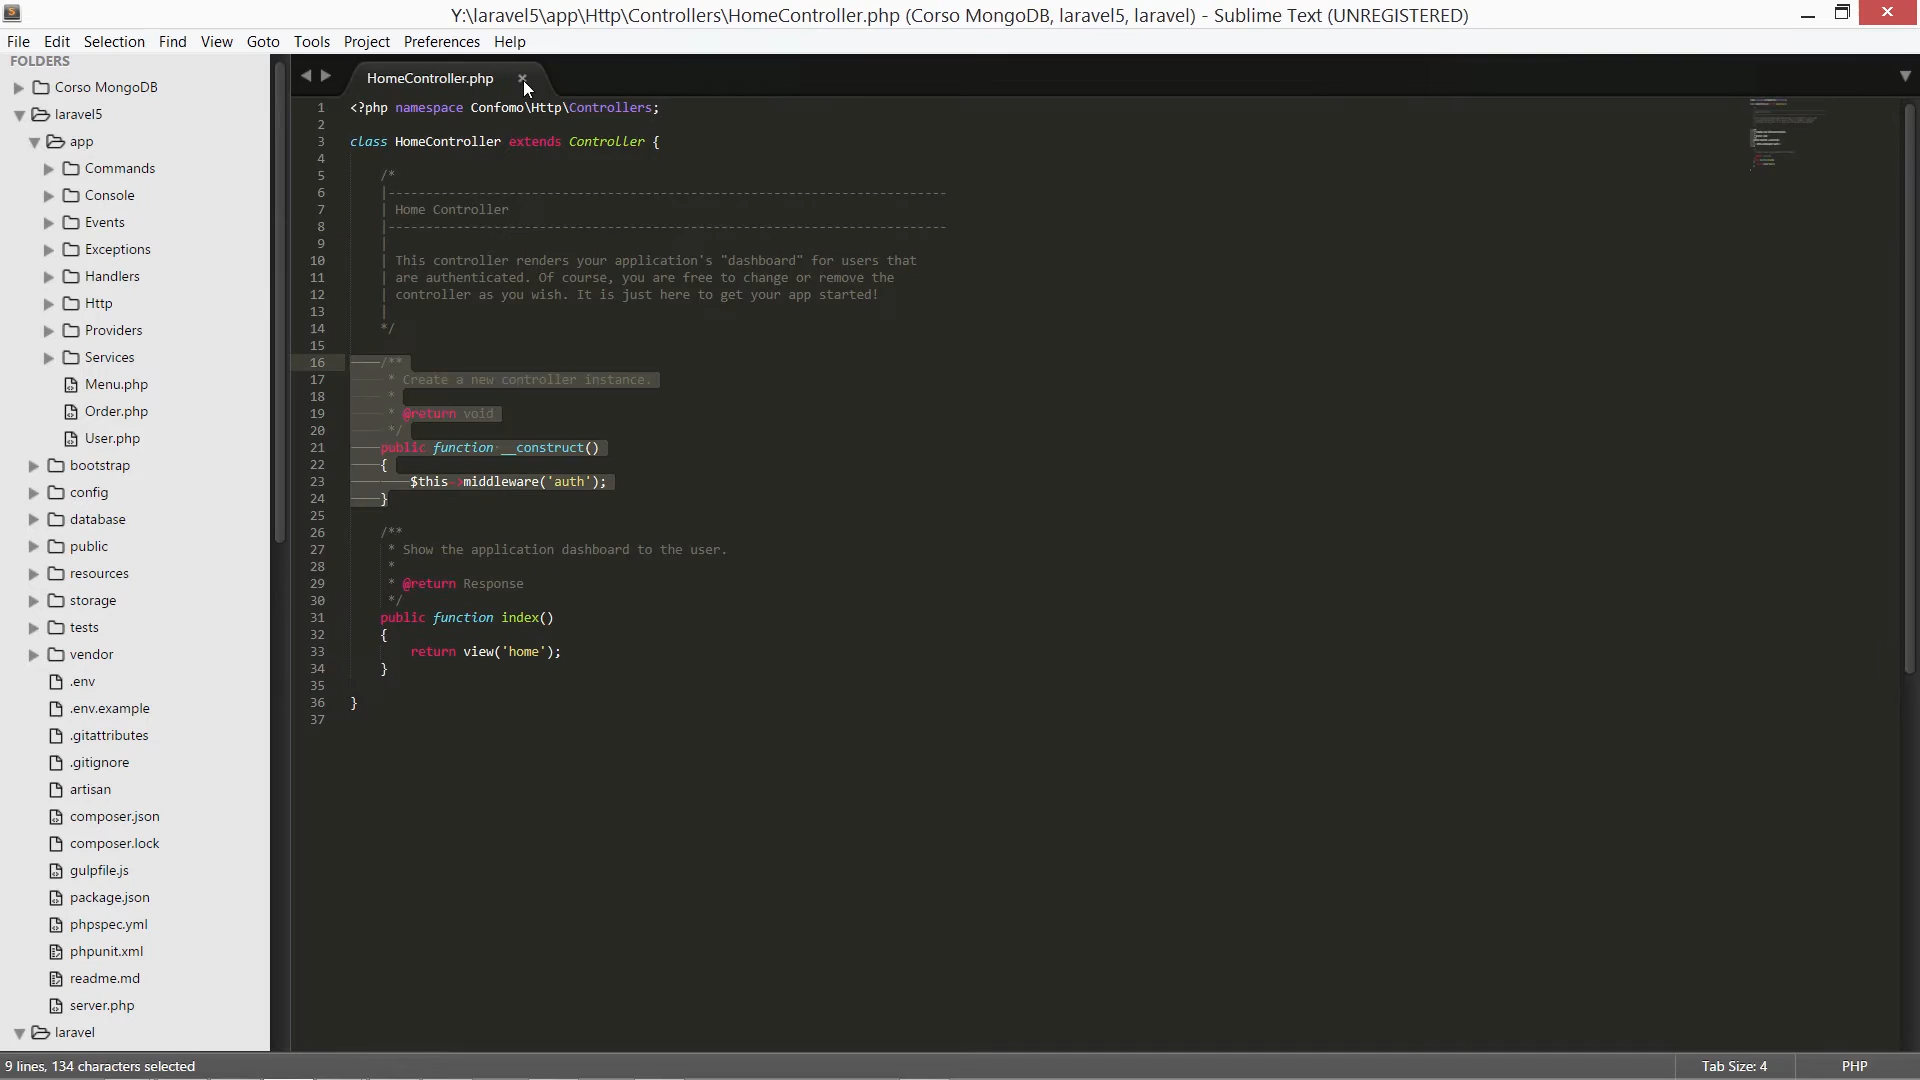 Y:\laravel5\app\Http\Controllers\HomeController.php (Corso MongoDB, laravel5, laravel) - Sublime Text (UNREGISTERED)
File Edit Selection Find View Goto Tools Project Preferences Help
FOLDERS
Corso MongoDB
laravel5
app
Commands
Console
Events
Exceptions
Handlers
Http
Providers
Services
Menu.php
Order.php
User.php
bootstrap
config
database
public
resources
storage
tests
vendor
.env
.env.example
.gitattributes
.gitignore
artisan
composer.json
composer.lock
gulpfile.js
package.json
phpspec.yml
phpunit.xml
readme.md
server.php
laravel
HomeController.php
1 <?php namespace Confomo\Http\Controllers;
2
3 class HomeController extends Controller {
4
5 /*
6 |--------------------------------------------------------------------------
7 | Home Controller
8 |--------------------------------------------------------------------------
9 |
10 | This controller renders your application's "dashboard" for users that
11 | are authenticated. Of course, you are free to change or remove the
12 | controller as you wish. It is just here to get your app started!
13 |
14 */
15
16 /**
17 * Create a new controller instance.
18 *
19 * @return void
20 */
21 public function __construct()
22 {
23 $this->middleware('auth');
24 }
25
26 /**
27 * Show the application dashboard to the user.
28 *
29 * @return Response
30 */
31 public function index()
32 {
33 return view('home');
34 }
35
36 }
37
9 lines, 134 characters selected
Tab Size: 4
PHP